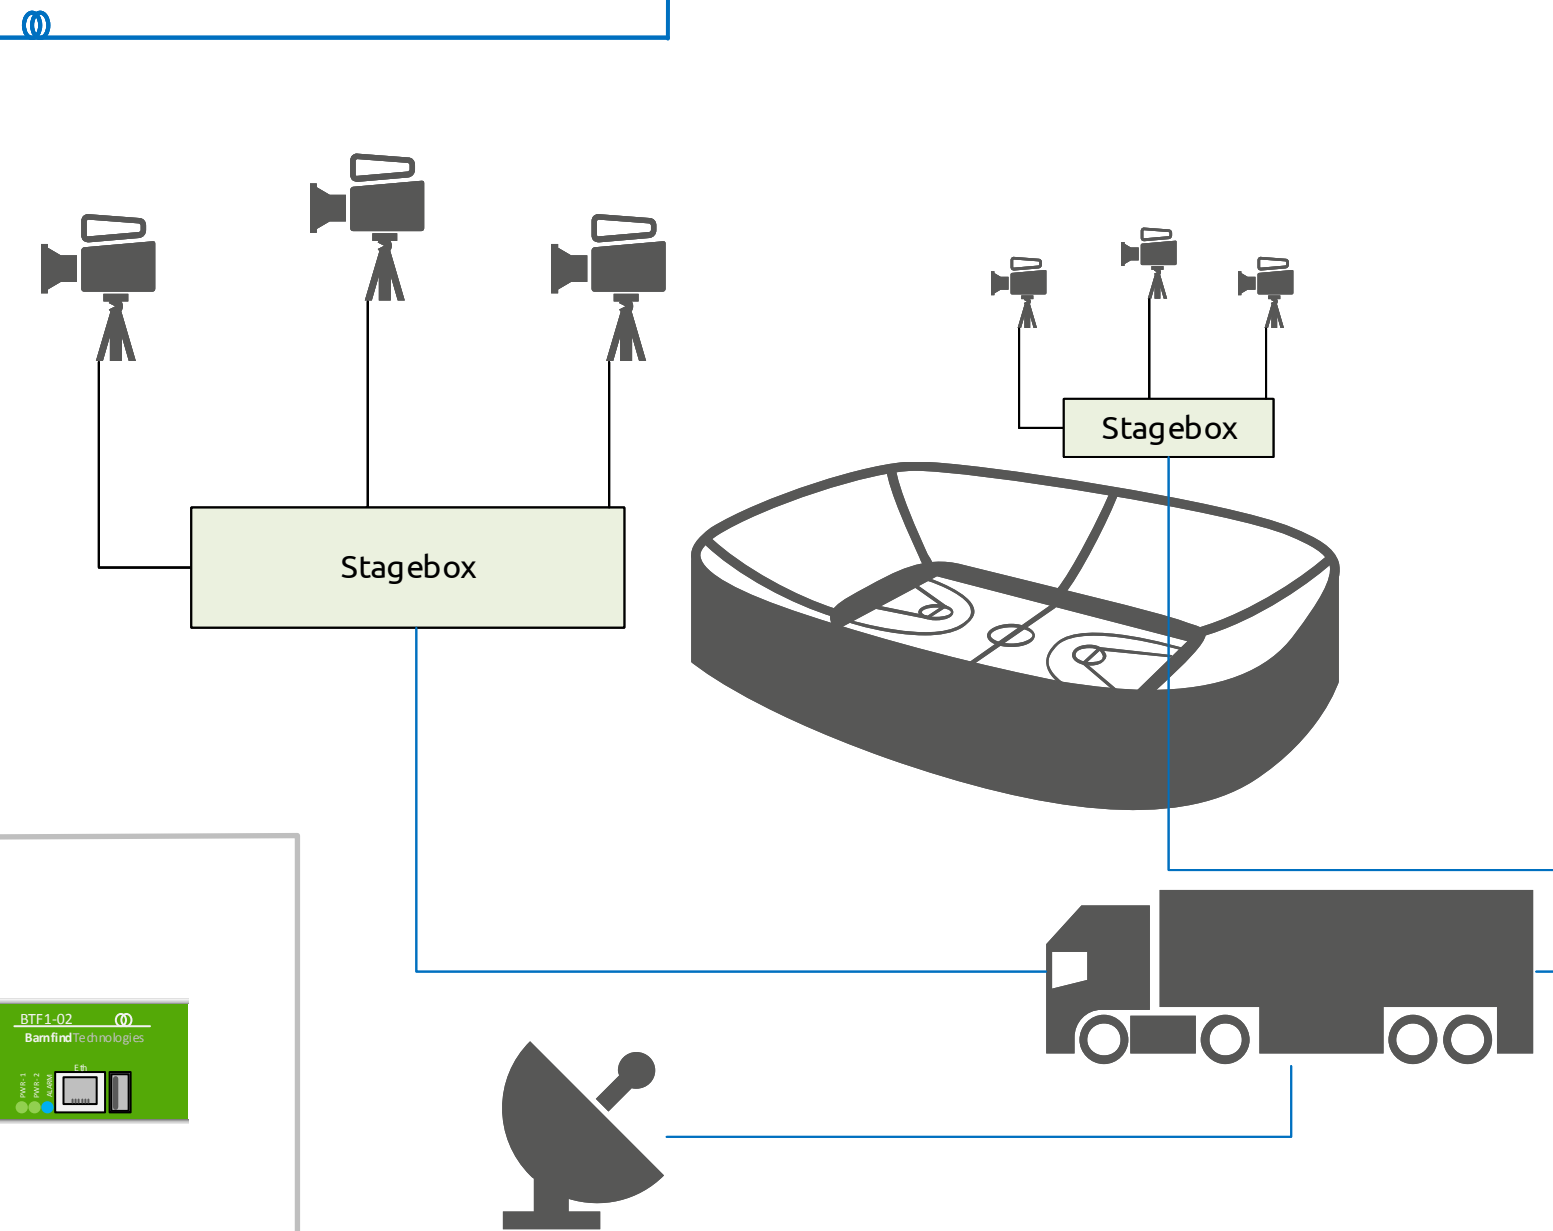 Stagebox
Stagebox
BTF1-02
BarnfindTechnologies
Eth
PWR-1
PWR-2
ALARM